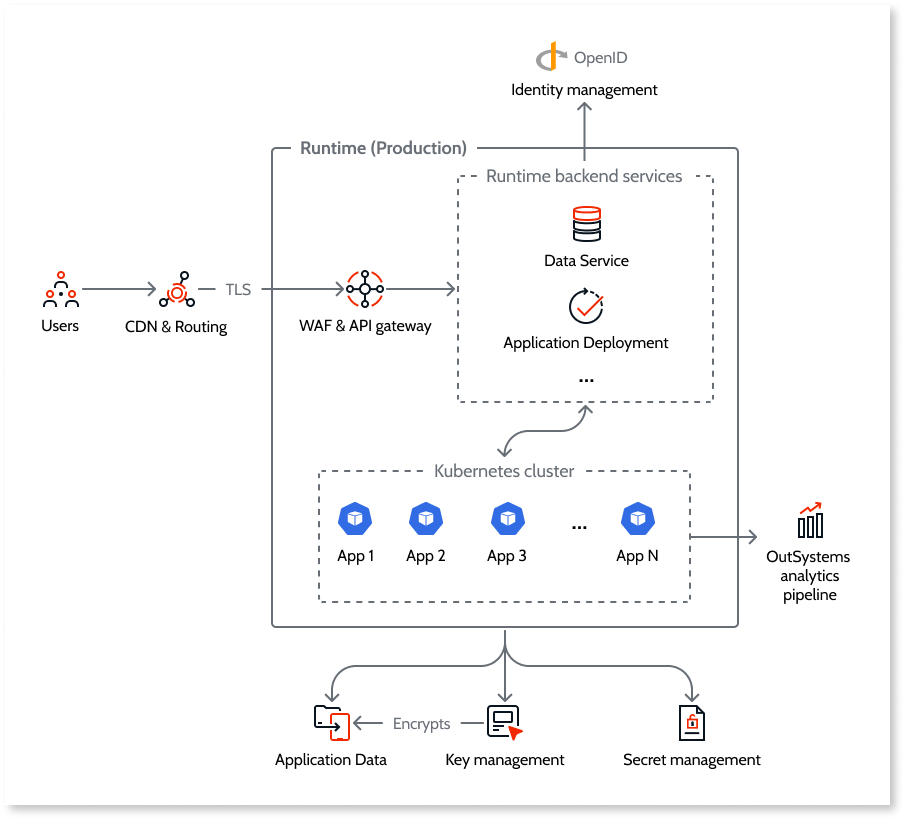 OpenID
Identity management
Runtime (Production)
Runtime backend services
Data Service
Users
CDN & Routing
TLS
WAF & API gateway
Application Deployment
...
Kubernetes cluster
App 1
App 2
App 3
...
App N
OutSystems
analytics
pipeline
Encrypts
Application Data
Key management
Secret management